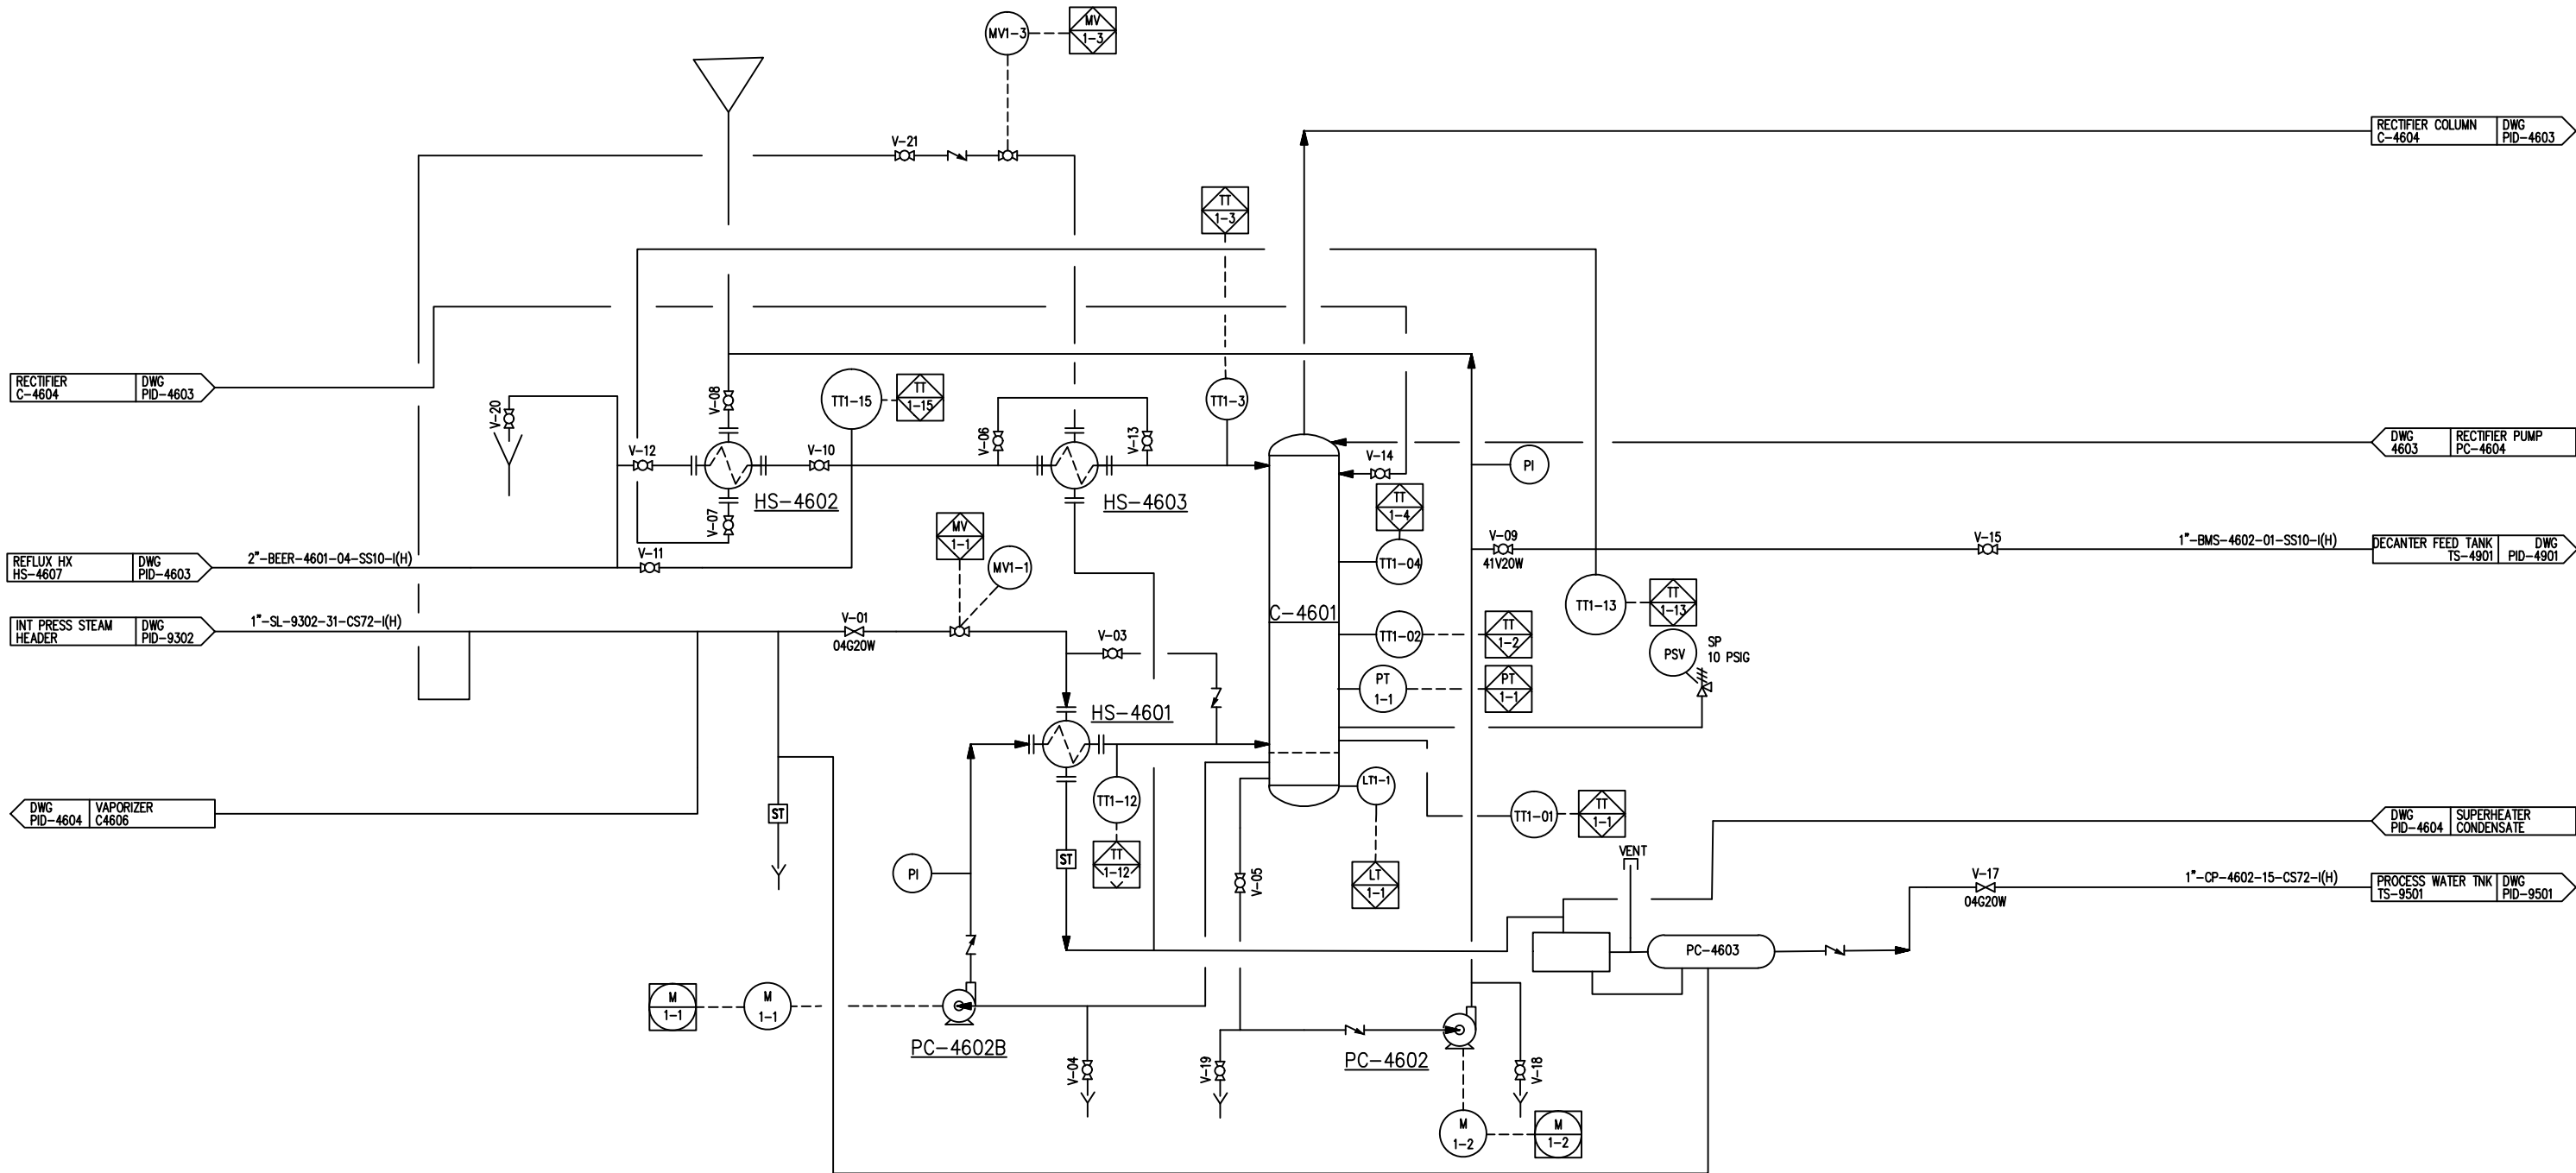 MV1-3
MV
1-3
V-21
RECTIFIER COLUMN
C-4604
DWG
PID-4603
TT
1-3
RECTIFIER
C-4604
DWG
PID-4603
V-20
V-08
TT1-15
TT
1-15
TT1-3
V-12
V-10
V-06
V-13
HS-4602
HS-4603
V-07
V-14
PI
DWG
4603
RECTIFIER PUMP
PC-4604
TT
1-4
TT1-04
REFLUX HX
HS-4607
DWG
PID-4603
2"-BEER-4601-04-SS10-I(H)
V-11
MV
1-1
MV1-1
V-09
41V20W
V-15
1"-BMS-4602-01-SS10-I(H)
DECANTER FEED TANK
TS-4901
DWG
PID-4901
C-4601
TT1-13
TT
1-13
INT PRESS STEAM
HEADER
DWG
PID-9302
1"-SL-9302-31-CS72-I(H)
V-01
04G20W
V-03
TT1-02
TT
1-2
PSV
SP
10 PSIG
PT
1-1
PT
1-1
HS-4601
DWG
PID-4604
VAPORIZER
C4606
ST
TT1-12
TT
1-12
LT1-1
LT
1-1
TT1-01
TT
1-1
DWG
PID-4604
SUPERHEATER
CONDENSATE
PI
ST
V-05
VENT
V-17
04G20W
1"-CP-4602-15-CS72-I(H)
PROCESS WATER TNK
TS-9501
DWG
PID-9501
PC-4603
M
1-1
M
1-1
PC-4602B
PC-4602
V-04
V-19
V-18
M
1-2
M
1-2